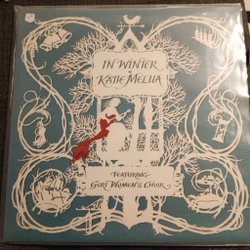 IN WINTER
KATIE MELUA
FEATURING
GORI WOMEN'S CHOIR